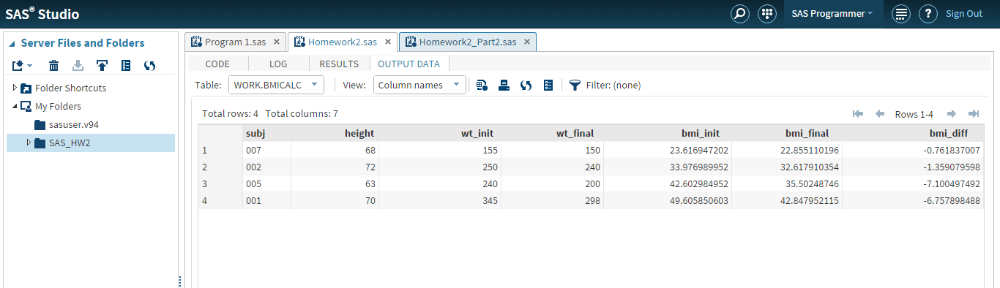 SAS® Studio
SAS Programmer
Sign Out
Server Files and Folders
Folder Shortcuts
My Folders
sasuser.v94
SAS_HW2
Program 1.sas
Homework2.sas
Homework2_Part2.sas
CODE LOG RESULTS OUTPUT DATA
Table: WORK.BMICALC View: Column names Filter: (none)
Total rows: 4 Total columns: 7 Rows 1-4
subj height wt_init wt_final bmi_init bmi_final bmi_diff
1 007 68 155 150 23.616947202 22.855110196 -0.761837007
2 002 72 250 240 33.976989952 32.617910354 -1.359079598
3 005 63 240 200 42.602984952 35.50248746 -7.100497492
4 001 70 345 298 49.605850603 42.847952115 -6.757898488